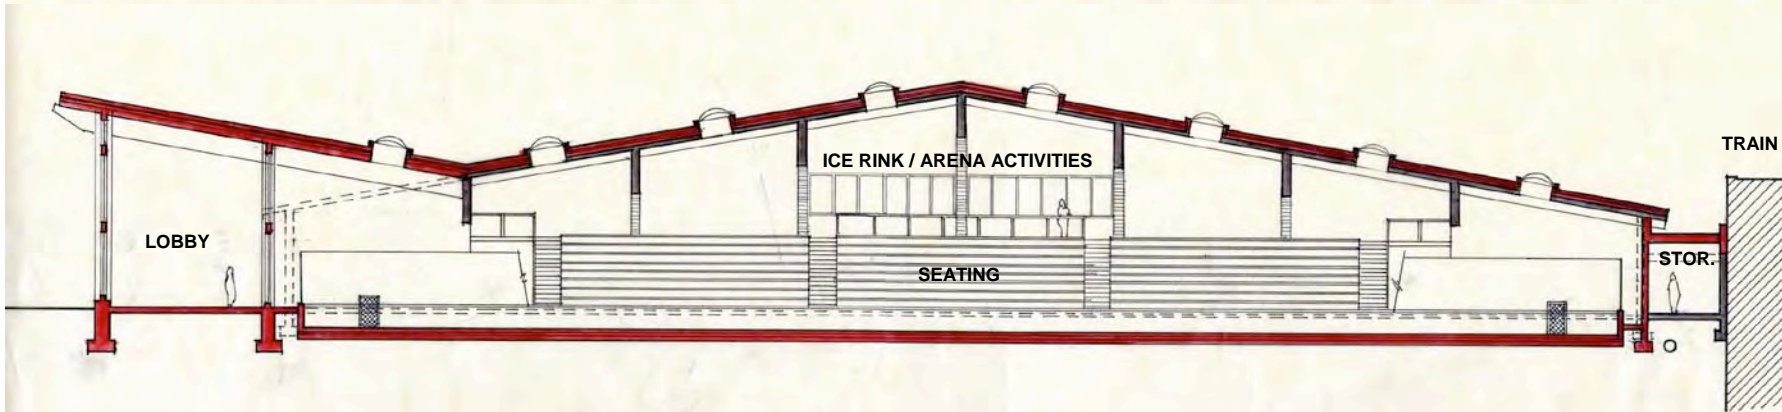 TRAIN
ICE RINK / ARENA ACTIVITIES
LOBBY
STOR.
SEATING